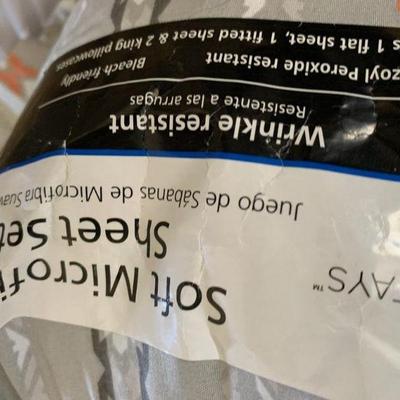 TAYS™
Soft Microfi
Sheet Set
Juego de Sábanas de Microfibra Suav
Wrinkle resistant
Resistente a las arrugas
zoyl Peroxide resistant
Bleach friendly
s 1 flat sheet, 1 fitted sheet & 2 king pillowcases